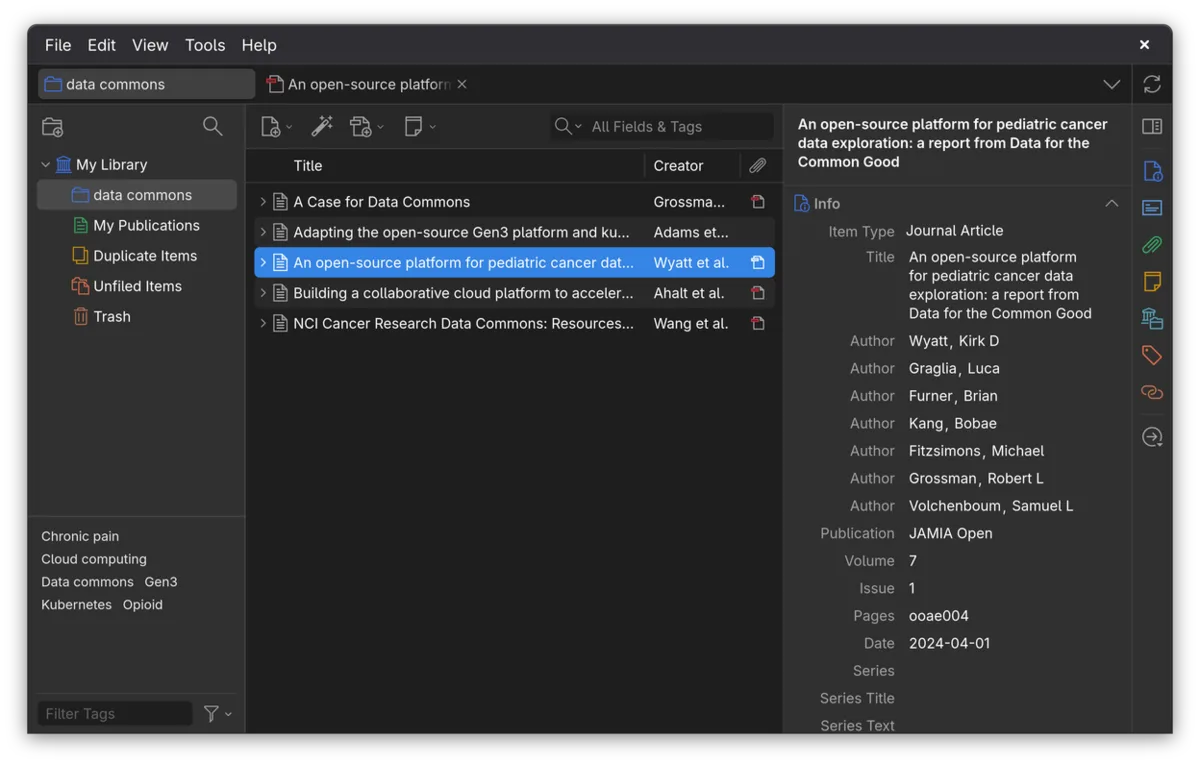 File Edit View Tools Help
data commons
An open-source platforn
All Fields & Tags
My Library
data commons
My Publications
Duplicate Items
Unfiled Items
Trash
Chronic pain
Cloud computing
Data commons Gen3
Kubernetes Opioid
Filter Tags
Title Creator
A Case for Data Commons Grossma...
Adapting the open-source Gen3 platform and ku... Adams et...
An open-source platform for pediatric cancer dat... Wyatt et al.
Building a collaborative cloud platform to acceler... Ahalt et al.
NCI Cancer Research Data Commons: Resources... Wang et al.
An open-source platform for pediatric cancer
data exploration: a report from Data for the
Common Good
Info
Item Type Journal Article
Title An open-source platform
for pediatric cancer data
exploration: a report from
Data for the Common Good
Author Wyatt, Kirk D
Author Graglia, Luca
Author Furner, Brian
Author Kang, Bobae
Author Fitzsimons, Michael
Author Grossman, Robert L
Author Volchenboum, Samuel L
Publication JAMIA Open
Volume 7
Issue 1
Pages ooae004
Date 2024-04-01
Series
Series Title
Series Text